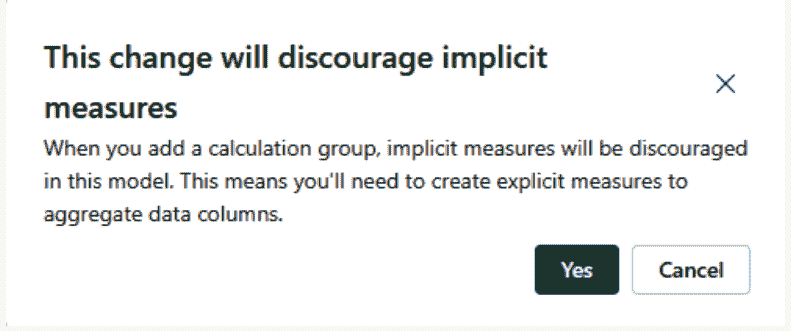 This change will discourage implicit
measures
When you add a calculation group, implicit measures will be discouraged
in this model. This means you'll need to create explicit measures to
aggregate data columns.
Yes
Cancel